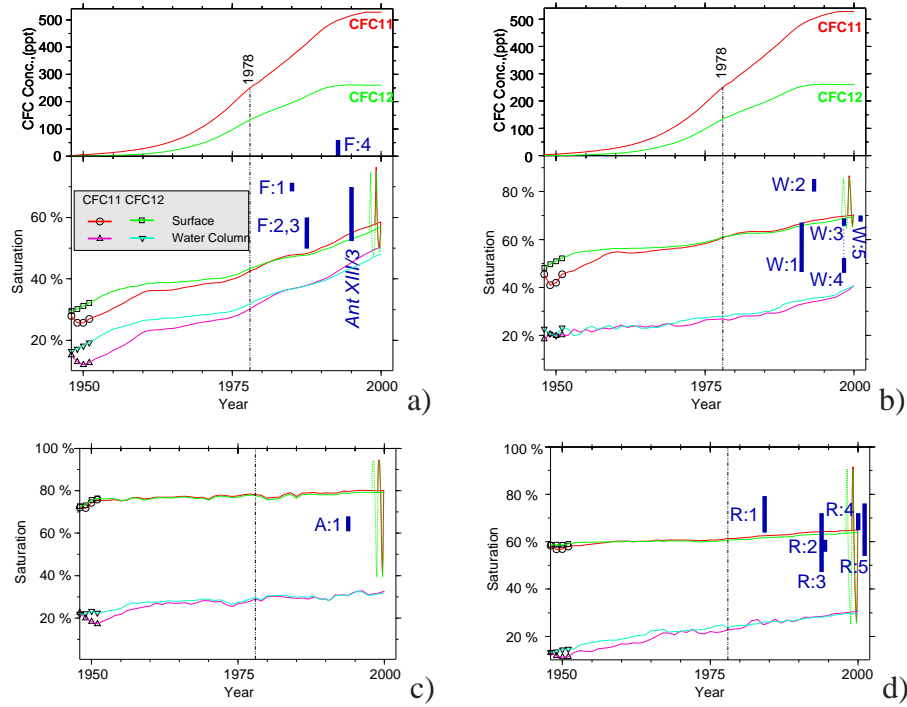 500
CFC11
400
300
CFC12
200
100
0
CFC Conc.,(ppt)
1978
F:4
F:1
F:2,3
Ant XIII/3
CFC11 CFC12
Surface
Water Column
60 %
40 %
20 %
Saturation
1950
1975
2000
Year
a)
500
CFC11
400
300
CFC12
200
100
0
CFC Conc.,(ppt)
1978
80 %
60 %
40 %
20 %
Saturation
W:2
W:3
W:5
W:1
W:4
1950
1975
2000
Year
b)
100 %
80 %
60 %
40 %
20 %
Saturation
A:1
1950
1975
2000
Year
c)
100 %
80 %
60 %
40 %
20 %
Saturation
R:1
R:4
R:2
R:3
R:5
1950
1975
2000
Year
d)